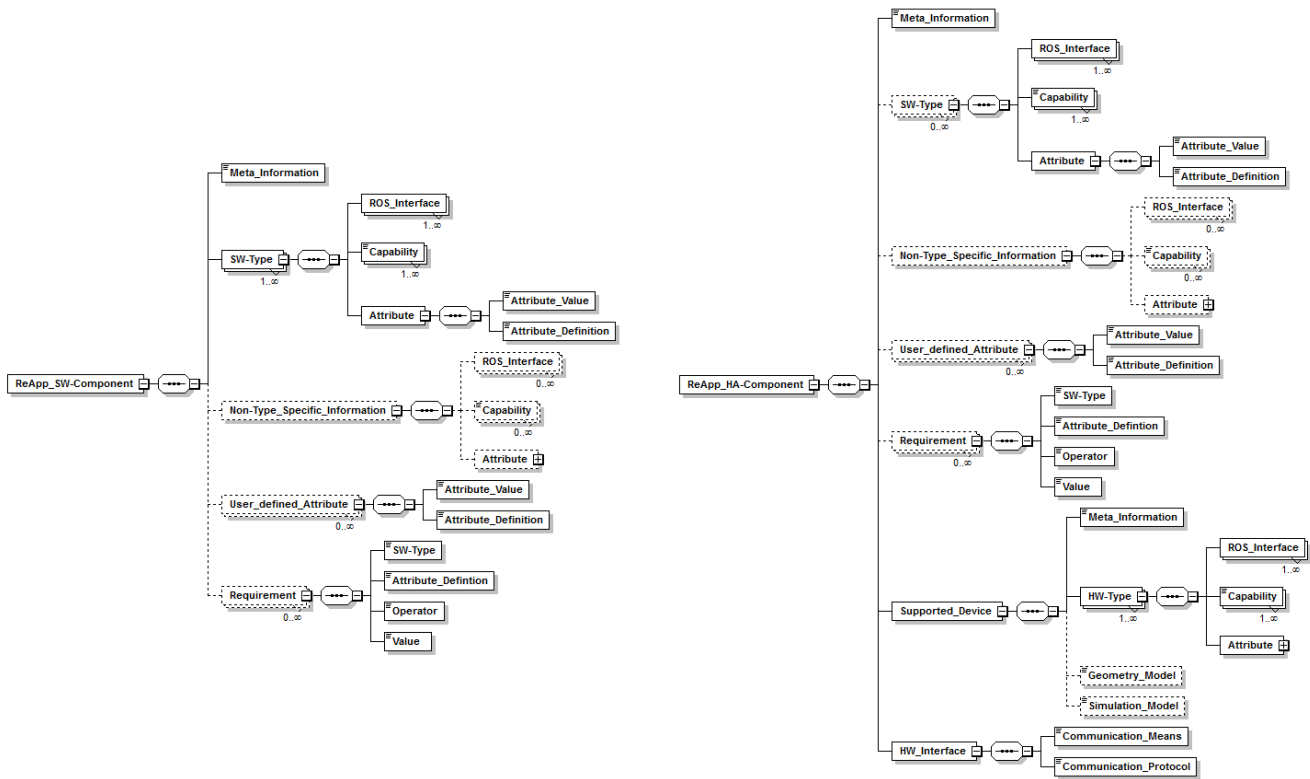 ReApp_SW-Component
Meta_Information
SW-Type
1..∞
ROS_Interface
1..∞
Capability
1..∞
Attribute
Attribute_Value
Attribute_Definition
Non-Type_Specific_Information
ROS_Interface
0..∞
Capability
0..∞
Attribute
User_defined_Attribute
0..∞
Attribute_Value
Attribute_Definition
Requirement
0..∞
SW-Type
Attribute_Defintion
Operator
Value
ReApp_HA-Component
Meta_Information
SW-Type
0..∞
ROS_Interface
1..∞
Capability
1..∞
Attribute
Attribute_Value
Attribute_Definition
Non-Type_Specific_Information
ROS_Interface
0..∞
Capability
0..∞
Attribute
User_defined_Attribute
0..∞
Attribute_Value
Attribute_Definition
Requirement
0..∞
SW-Type
Attribute_Defintion
Operator
Value
Supported_Device
Meta_Information
HW-Type
1..∞
ROS_Interface
1..∞
Capability
1..∞
Attribute
Geometry_Model
Simulation_Model
HW_Interface
Communication_Means
Communication_Protocol